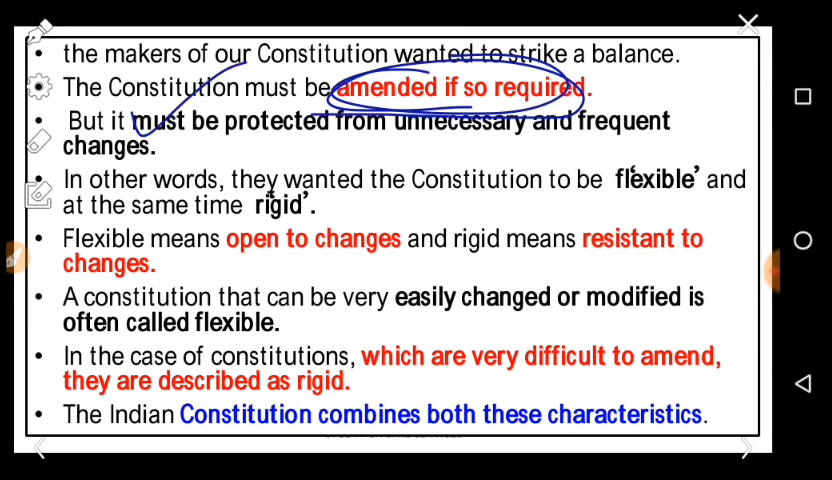 • the makers of our Constitution wanted to strike a balance.
• The Constitution must be amended if so required.
• But it must be protected from unnecessary and frequent
changes.
• In other words, they wanted the Constitution to be flexible’ and
at the same time rigid’.
• Flexible means open to changes and rigid means resistant to
changes.
• A constitution that can be very easily changed or modified is
often called flexible.
• In the case of constitutions, which are very difficult to amend,
they are described as rigid.
• The Indian Constitution combines both these characteristics.